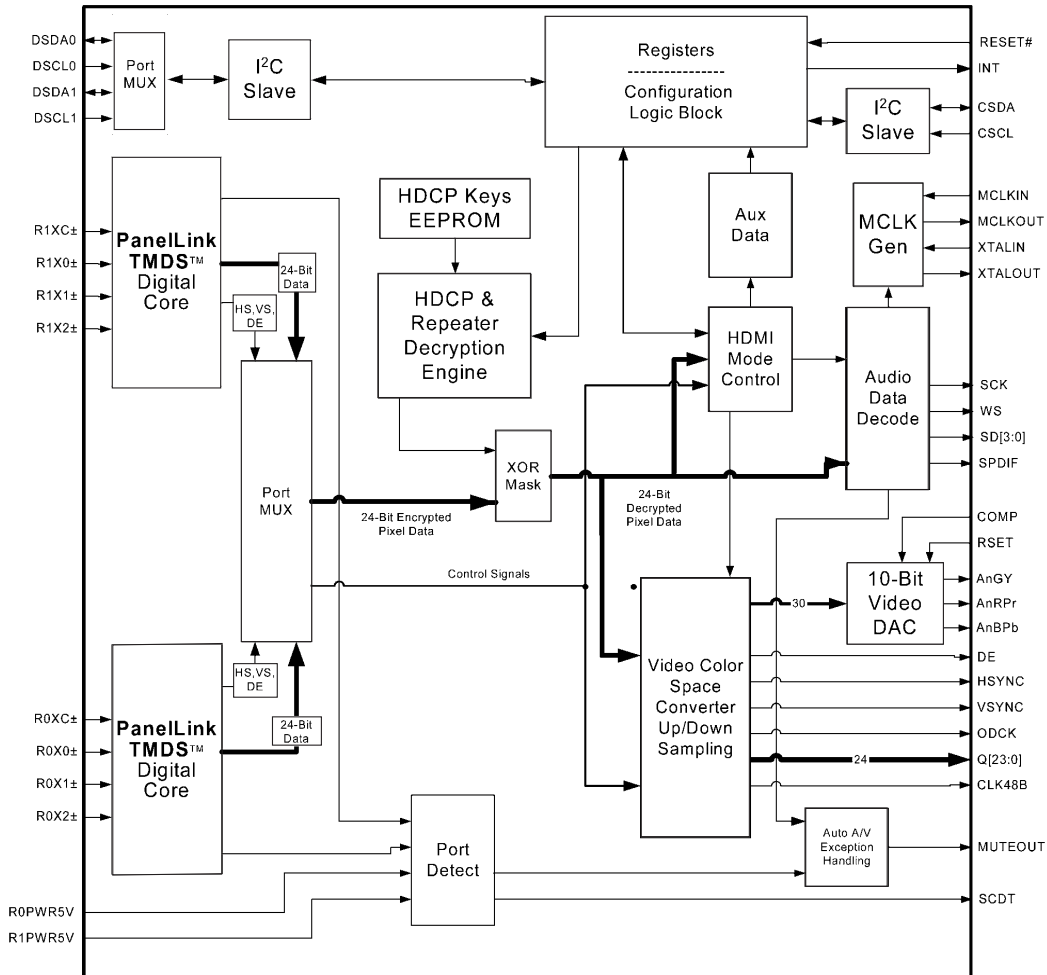 DSDA0
DSCL0
DSDA1
DSCL1
Port
MUX
I²C
Slave
Registers
Configuration
Logic Block
RESET#
INT
I²C
Slave
CSDA
CSCL
R1XC±
R1X0±
R1X1±
R1X2±
PanelLink
TMDS™
Digital
Core
24-Bit
Data
HS,VS,
DE
HDCP Keys
EEPROM
HDCP &
Repeater
Decryption
Engine
Aux
Data
MCLK
Gen
MCLKIN
MCLKOUT
XTALIN
XTALOUT
HDMI
Mode
Control
Audio
Data
Decode
SCK
WS
SD[3:0]
SPDIF
Port
MUX
XOR
Mask
24-Bit Encrypted
Pixel Data
24-Bit
Decrypted
Pixel Data
Control Signals
COMP
RSET
10-Bit
Video
DAC
30
AnGY
AnRPr
AnBPb
R0XC±
R0X0±
R0X1±
R0X2±
PanelLink
TMDS™
Digital
Core
HS,VS,
DE
24-Bit
Data
Video Color
Space
Converter
Up/Down
Sampling
24
DE
HSYNC
VSYNC
ODCK
Q[23:0]
CLK48B
Port
Detect
Auto A/V
Exception
Handling
MUTEOUT
SCDT
R0PWR5V
R1PWR5V